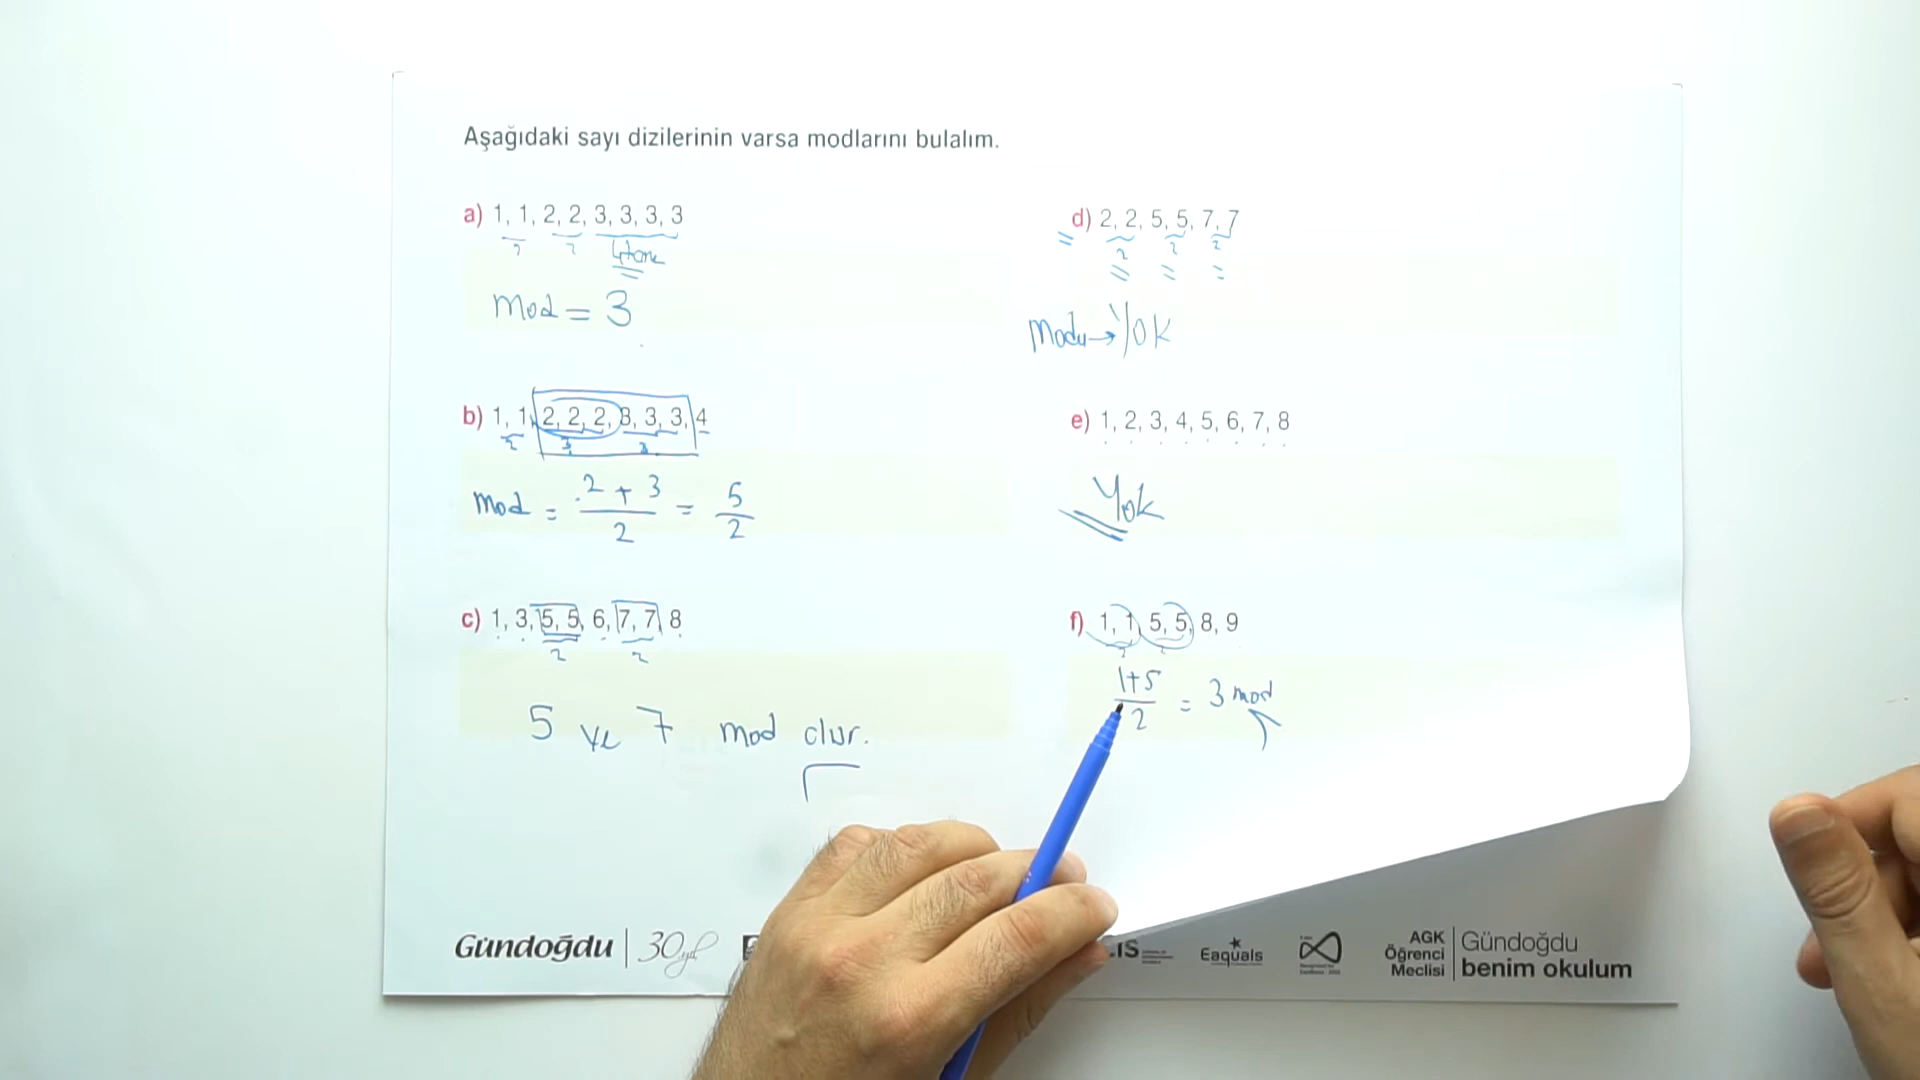 Aşağıdaki sayı dizilerinin varsa modlarını bulalım.
a) 1, 1, 2, 2, 3, 3, 3, 3
2 2 4 tane
mod = 3
b) 1, 1, 2, 2, 2, 3, 3, 3, 4
2 3 3
mod = 2 + 3 / 2 = 5 / 2
c) 1, 3, 5, 5, 6, 7, 7, 8
2 2
5 ve 7 mod olur.
d) 2, 2, 5, 5, 7, 7
2 2 2
Modu → Yok
e) 1, 2, 3, 4, 5, 6, 7, 8
Yok
f) 1, 1, 5, 5, 8, 9
1+5 / 2 = 3 mod
Gündoğdu 30.yıl
Eaquals
AGK
Öğrenci
Meclisi
Gündoğdu
benim okulum